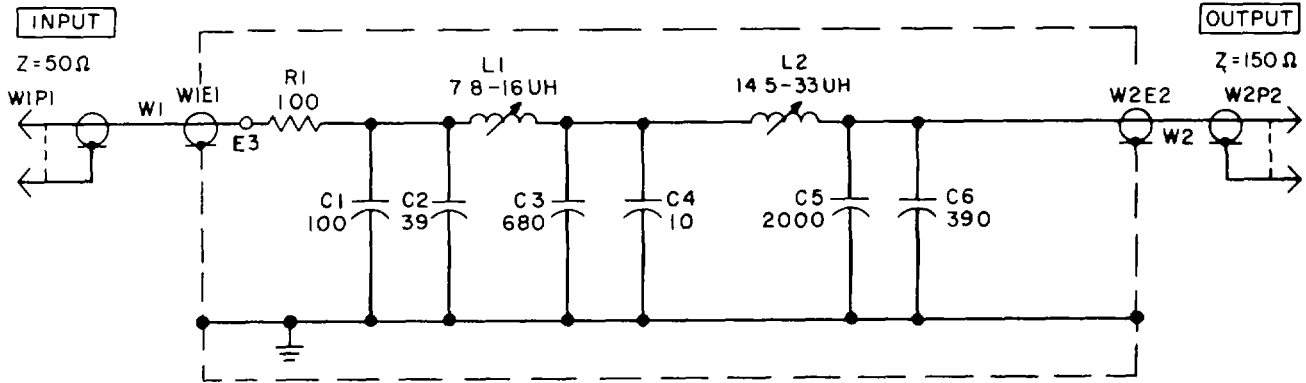 INPUT
OUTPUT
Z=50Ω
Z=150Ω
W1P1
W1
W1E1
E3
R1
100
L1
7 8-16 UH
L2
14 5-33 UH
W2E2
W2
W2P2
C1
100
C2
39
C3
680
C4
10
C5
2000
C6
390